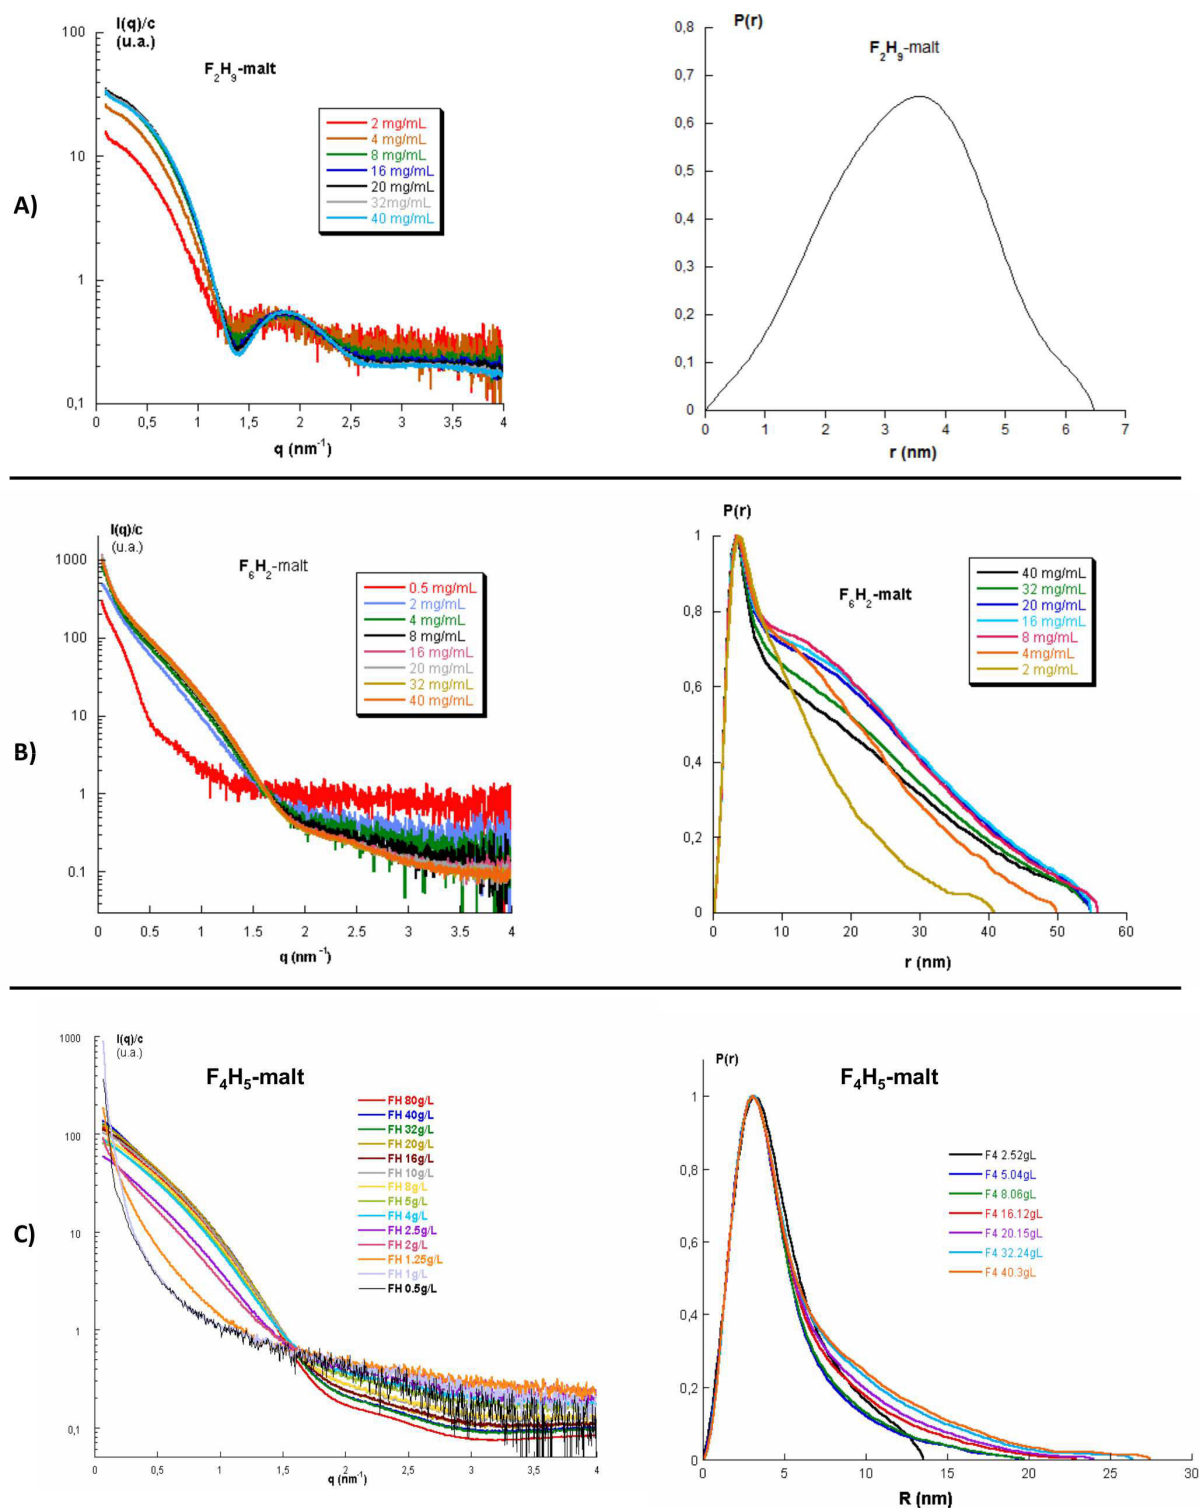 A)
I(q)/c
(u.a.)
F2H9-malt
2 mg/mL
4 mg/mL
8 mg/mL
16 mg/mL
20 mg/mL
32mg/mL
40 mg/mL
100
10
1
0,1
0 0,5 1 1,5 2 2,5 3 3,5 4
q (nm-1)
P(r)
F2H9-malt
0,8
0,7
0,6
0,5
0,4
0,3
0,2
0,1
0
0 1 2 3 4 5 6 7
r (nm)
B)
I(q)/c
(u.a.)
F6H2-malt
0.5 mg/mL
2 mg/mL
4 mg/mL
8 mg/mL
16 mg/mL
20 mg/mL
32 mg/mL
40 mg/mL
1000
100
10
1
0.1
0 0.5 1 1.5 2 2.5 3 3.5 4
q (nm-1)
P(r)
F6H2-malt
40 mg/mL
32 mg/mL
20 mg/mL
16 mg/mL
8 mg/mL
4mg/mL
2 mg/mL
1
0,8
0,6
0,4
0,2
0
0 10 20 30 40 50 60
r (nm)
C)
I(q)/c
(u.a.)
F4H5-malt
FH 80g/L
FH 40g/L
FH 32g/L
FH 20g/L
FH 16g/L
FH 10g/L
FH 8g/L
FH 5g/L
FH 4g/L
FH 2.5g/L
FH 2g/L
FH 1.25g/L
FH 1g/L
FH 0.5g/L
1000
100
10
1
0,1
0 0,5 1 1,5 2 2,5 3 3,5 4
q (nm-1)
P(r)
F4H5-malt
F4 2.52gL
F4 5.04gL
F4 8.06gL
F4 16.12gL
F4 20.15gL
F4 32.24gL
F4 40.3gL
1
0,8
0,6
0,4
0,2
0
0 5 10 15 20 25 30
R (nm)